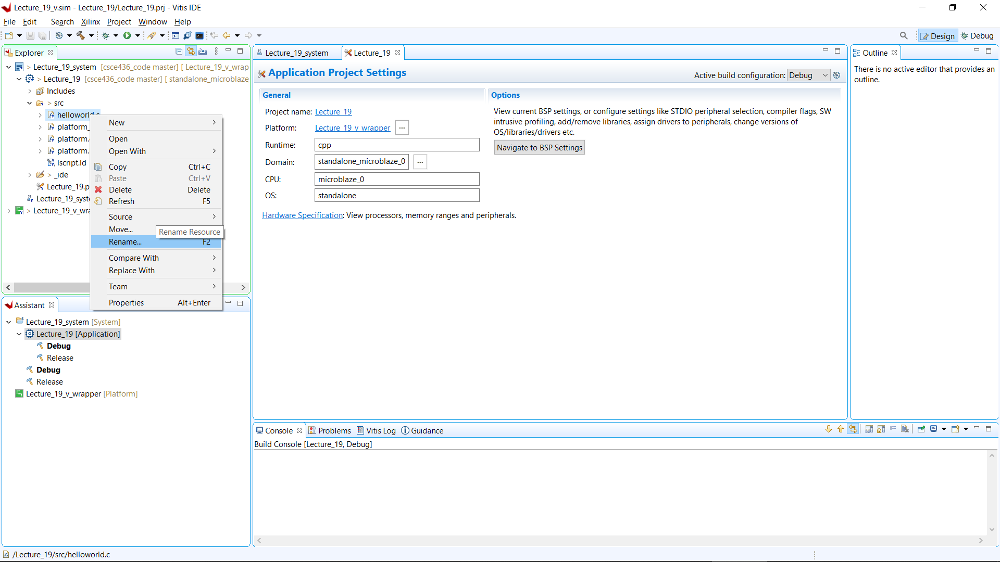 Lecture_19_v.sim - Lecture_19/Lecture_19.prj - Vitis IDE
File Edit Search Xilinx Project Window Help
Design Debug
Explorer
> Lecture_19_system [csce436_code master] [ Lecture_19_v_wrap
> Lecture_19 [csce436_code master] [ standalone_microblaze
Includes
> src
helloworld.c
platform_
platform.
platform.
lscript.ld
> _ide
Lecture_19.p
Lecture_19_syst
> Lecture_19_v_wra
New
Open
Open With
Copy Ctrl+C
Paste Ctrl+V
Delete Delete
Refresh F5
Source
Move...
Rename Resource
Rename... F2
Compare With
Replace With
Team
Properties Alt+Enter
Assistant
Lecture_19_system [System]
Lecture_19 [Application]
Debug
Release
Debug
Release
Lecture_19_v_wrapper [Platform]
Lecture_19_system
Lecture_19
Application Project Settings
Active build configuration: Debug
General
Project name: Lecture_19
Platform: Lecture_19_v_wrapper ...
Runtime: cpp
Domain: standalone_microblaze_0 ...
CPU: microblaze_0
OS: standalone
Hardware Specification: View processors, memory ranges and peripherals.
Options
View current BSP settings, or configure settings like STDIO peripheral selection, compiler flags, SW
intrusive profiling, add/remove libraries, assign drivers to peripherals, change versions of
OS/libraries/drivers etc.
Navigate to BSP Settings
Outline
There is no active editor that provides an
outline.
Console Problems Vitis Log Guidance
Build Console [Lecture_19, Debug]
/Lecture_19/src/helloworld.c